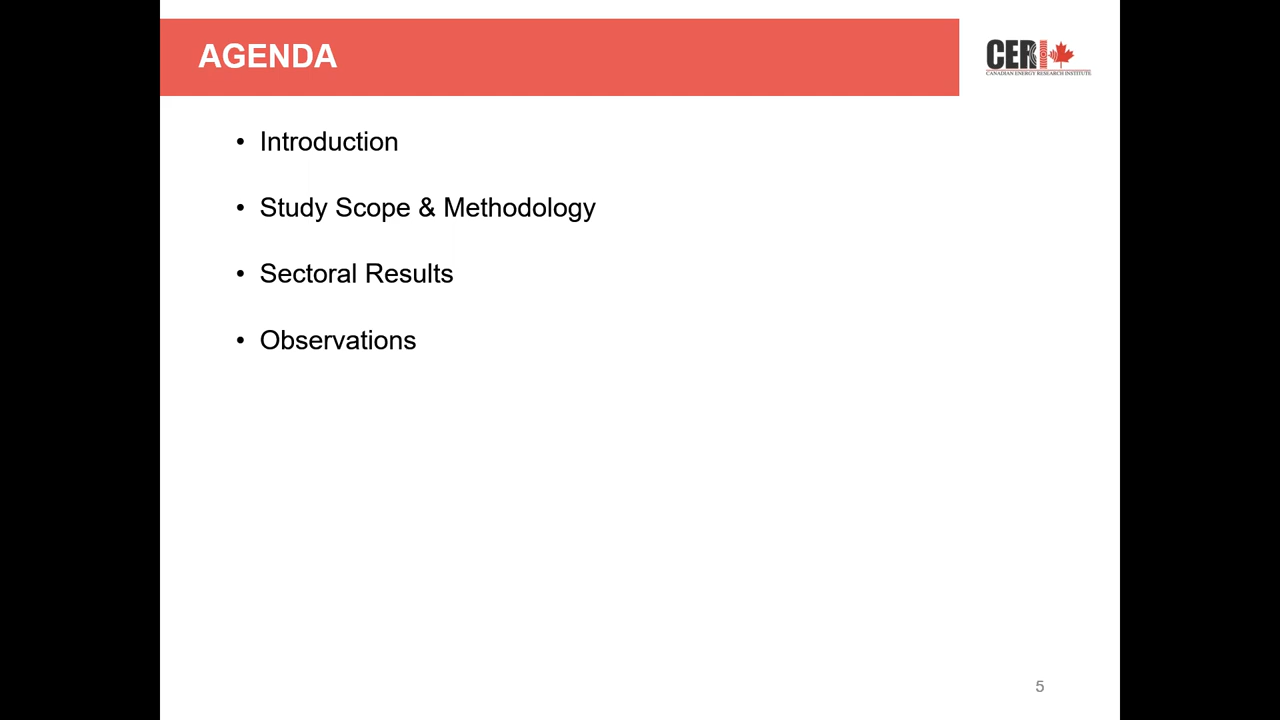 AGENDA
CERI
CANADIAN ENERGY RESEARCH INSTITUTE
• Introduction
• Study Scope & Methodology
• Sectoral Results
• Observations
5